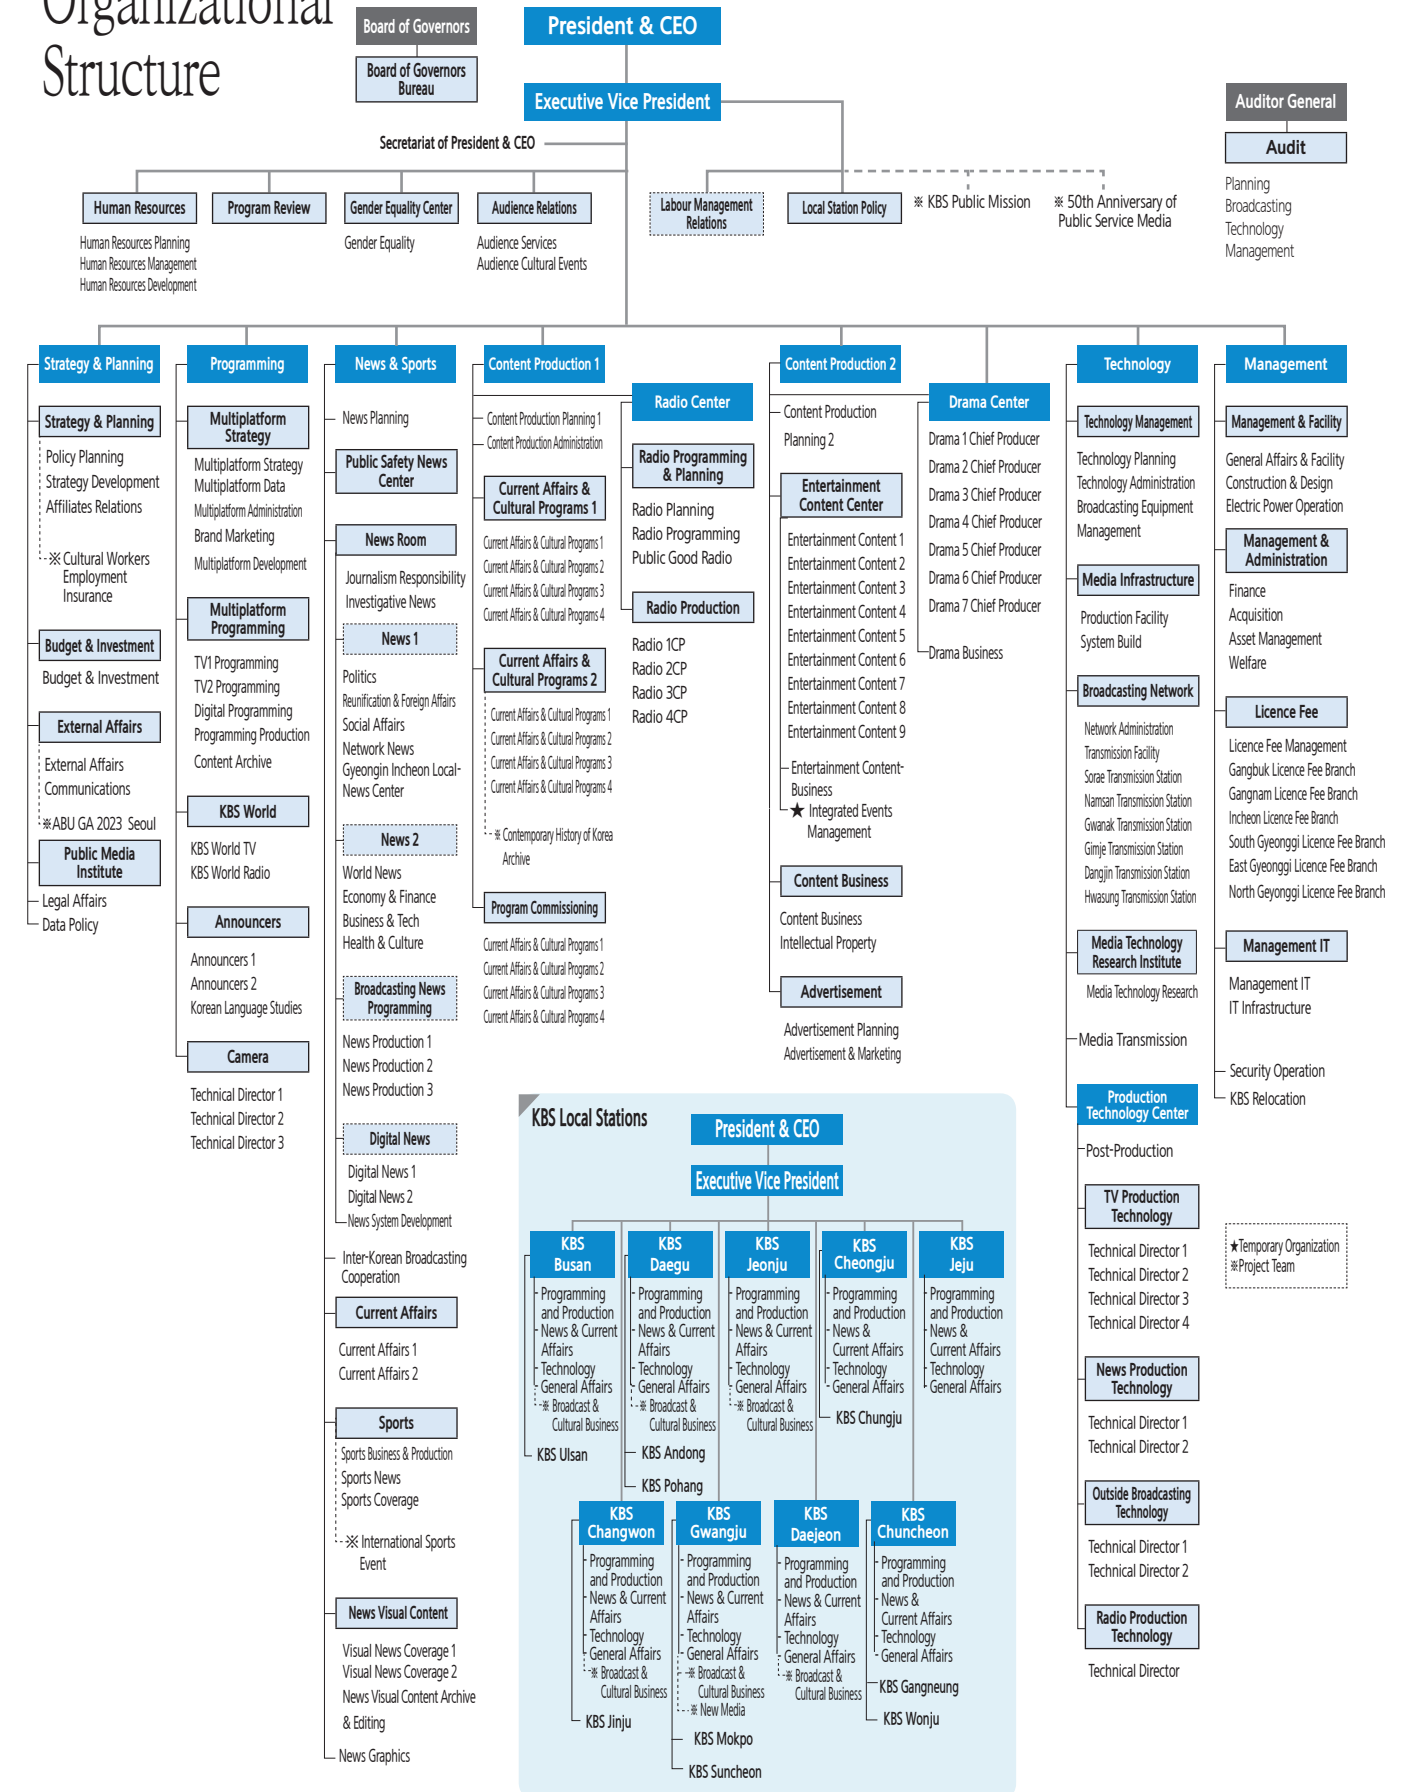 Organizational
Structure
Board of Governors
Board of Governors
Bureau
President & CEO
Executive Vice President
Secretariat of President & CEO
Auditor General
Audit
Planning
Broadcasting
Technology
Management
Human Resources
Human Resources Planning
Human Resources Management
Human Resources Development
Program Review
Gender Equality Center
Gender Equality
Audience Relations
Audience Services
Audience Cultural Events
Labour Management
Relations
Local Station Policy
※ KBS Public Mission
※ 50th Anniversary of
Public Service Media
Strategy & Planning
Strategy & Planning
Policy Planning
Strategy Development
Affiliates Relations
※ Cultural Workers
Employment
Insurance
Budget & Investment
Budget & Investment
External Affairs
External Affairs
Communications
※ABU GA 2023 Seoul
Public Media
Institute
Legal Affairs
Data Policy
Programming
Multiplatform
Strategy
Multiplatform Strategy
Multiplatform Data
Multiplatform Administration
Brand Marketing
Multiplatform Development
Multiplatform
Programming
TV1 Programming
TV2 Programming
Digital Programming
Programming Production
Content Archive
KBS World
KBS World TV
KBS World Radio
Announcers
Announcers 1
Announcers 2
Korean Language Studies
Camera
Technical Director 1
Technical Director 2
Technical Director 3
News & Sports
News Planning
Public Safety News
Center
News Room
Journalism Responsibility
Investigative News
News 1
Politics
Reunification & Foreign Affairs
Social Affairs
Network News
Gyeongin Incheon Local-
News Center
News 2
World News
Economy & Finance
Business & Tech
Health & Culture
Broadcasting News
Programming
News Production 1
News Production 2
News Production 3
Digital News
Digital News 1
Digital News 2
News System Development
Inter-Korean Broadcasting
Cooperation
Current Affairs
Current Affairs 1
Current Affairs 2
Sports
Sports Business & Production
Sports News
Sports Coverage
※ International Sports
Event
News Visual Content
Visual News Coverage 1
Visual News Coverage 2
News Visual Content Archive
& Editing
News Graphics
Content Production 1
Content Production Planning 1
Content Production Administration
Current Affairs &
Cultural Programs 1
Current Affairs & Cultural Programs 1
Current Affairs & Cultural Programs 2
Current Affairs & Cultural Programs 3
Current Affairs & Cultural Programs 4
Current Affairs &
Cultural Programs 2
Current Affairs & Cultural Programs 1
Current Affairs & Cultural Programs 2
Current Affairs & Cultural Programs 3
Current Affairs & Cultural Programs 4
※ Contemporary History of Korea
Archive
Program Commissioning
Current Affairs & Cultural Programs 1
Current Affairs & Cultural Programs 2
Current Affairs & Cultural Programs 3
Current Affairs & Cultural Programs 4
Radio Center
Radio Programming
& Planning
Radio Planning
Radio Programming
Public Good Radio
Radio Production
Radio 1CP
Radio 2CP
Radio 3CP
Radio 4CP
Content Production 2
Content Production
Planning 2
Entertainment
Content Center
Entertainment Content 1
Entertainment Content 2
Entertainment Content 3
Entertainment Content 4
Entertainment Content 5
Entertainment Content 6
Entertainment Content 7
Entertainment Content 8
Entertainment Content 9
Entertainment Content-
Business
★ Integrated Events
Management
Content Business
Content Business
Intellectual Property
Advertisement
Advertisement Planning
Advertisement & Marketing
Drama Center
Drama 1 Chief Producer
Drama 2 Chief Producer
Drama 3 Chief Producer
Drama 4 Chief Producer
Drama 5 Chief Producer
Drama 6 Chief Producer
Drama 7 Chief Producer
Drama Business
Technology
Technology Management
Technology Planning
Technology Administration
Broadcasting Equipment
Management
Media Infrastructure
Production Facility
System Build
Broadcasting Network
Network Administration
Transmission Facility
Sorae Transmission Station
Namsan Transmission Station
Gwanak Transmission Station
Gimje Transmission Station
Dangjin Transmission Station
Hwasung Transmission Station
Media Technology
Research Institute
Media Technology Research
Media Transmission
Production
Technology Center
Post-Production
TV Production
Technology
Technical Director 1
Technical Director 2
Technical Director 3
Technical Director 4
News Production
Technology
Technical Director 1
Technical Director 2
Outside Broadcasting
Technology
Technical Director 1
Technical Director 2
Radio Production
Technology
Technical Director
Management
Management & Facility
General Affairs & Facility
Construction & Design
Electric Power Operation
Management &
Administration
Finance
Acquisition
Asset Management
Welfare
Licence Fee
Licence Fee Management
Gangbuk Licence Fee Branch
Gangnam Licence Fee Branch
Incheon Licence Fee Branch
South Gyeonggi Licence Fee Branch
East Gyeonggi Licence Fee Branch
North Geyonggi Licence Fee Branch
Management IT
Management IT
IT Infrastructure
Security Operation
KBS Relocation
★Temporary Organization
※Project Team
KBS Local Stations
President & CEO
Executive Vice President
KBS
Busan
Programming
and Production
News & Current
Affairs
Technology
General Affairs
※ Broadcast &
Cultural Business
KBS Ulsan
KBS
Daegu
Programming
and Production
News & Current
Affairs
Technology
General Affairs
※ Broadcast &
Cultural Business
KBS Andong
KBS Pohang
KBS
Jeonju
Programming
and Production
News & Current
Affairs
Technology
General Affairs
※ Broadcast &
Cultural Business
KBS
Cheongju
Programming
and Production
News &
Current Affairs
Technology
General Affairs
KBS Chungju
KBS
Jeju
Programming
and Production
News &
Current Affairs
Technology
General Affairs
KBS
Changwon
Programming
and Production
News & Current
Affairs
Technology
General Affairs
※ Broadcast &
Cultural Business
KBS Jinju
KBS
Gwangju
Programming
and Production
News & Current
Affairs
Technology
General Affairs
※ Broadcast &
Cultural Business
※ New Media
KBS Mokpo
KBS Suncheon
KBS
Daejeon
Programming
and Production
News & Current
Affairs
Technology
General Affairs
※ Broadcast &
Cultural Business
KBS
Chuncheon
Programming
and Production
News &
Current Affairs
Technology
General Affairs
KBS Gangneung
KBS Wonju